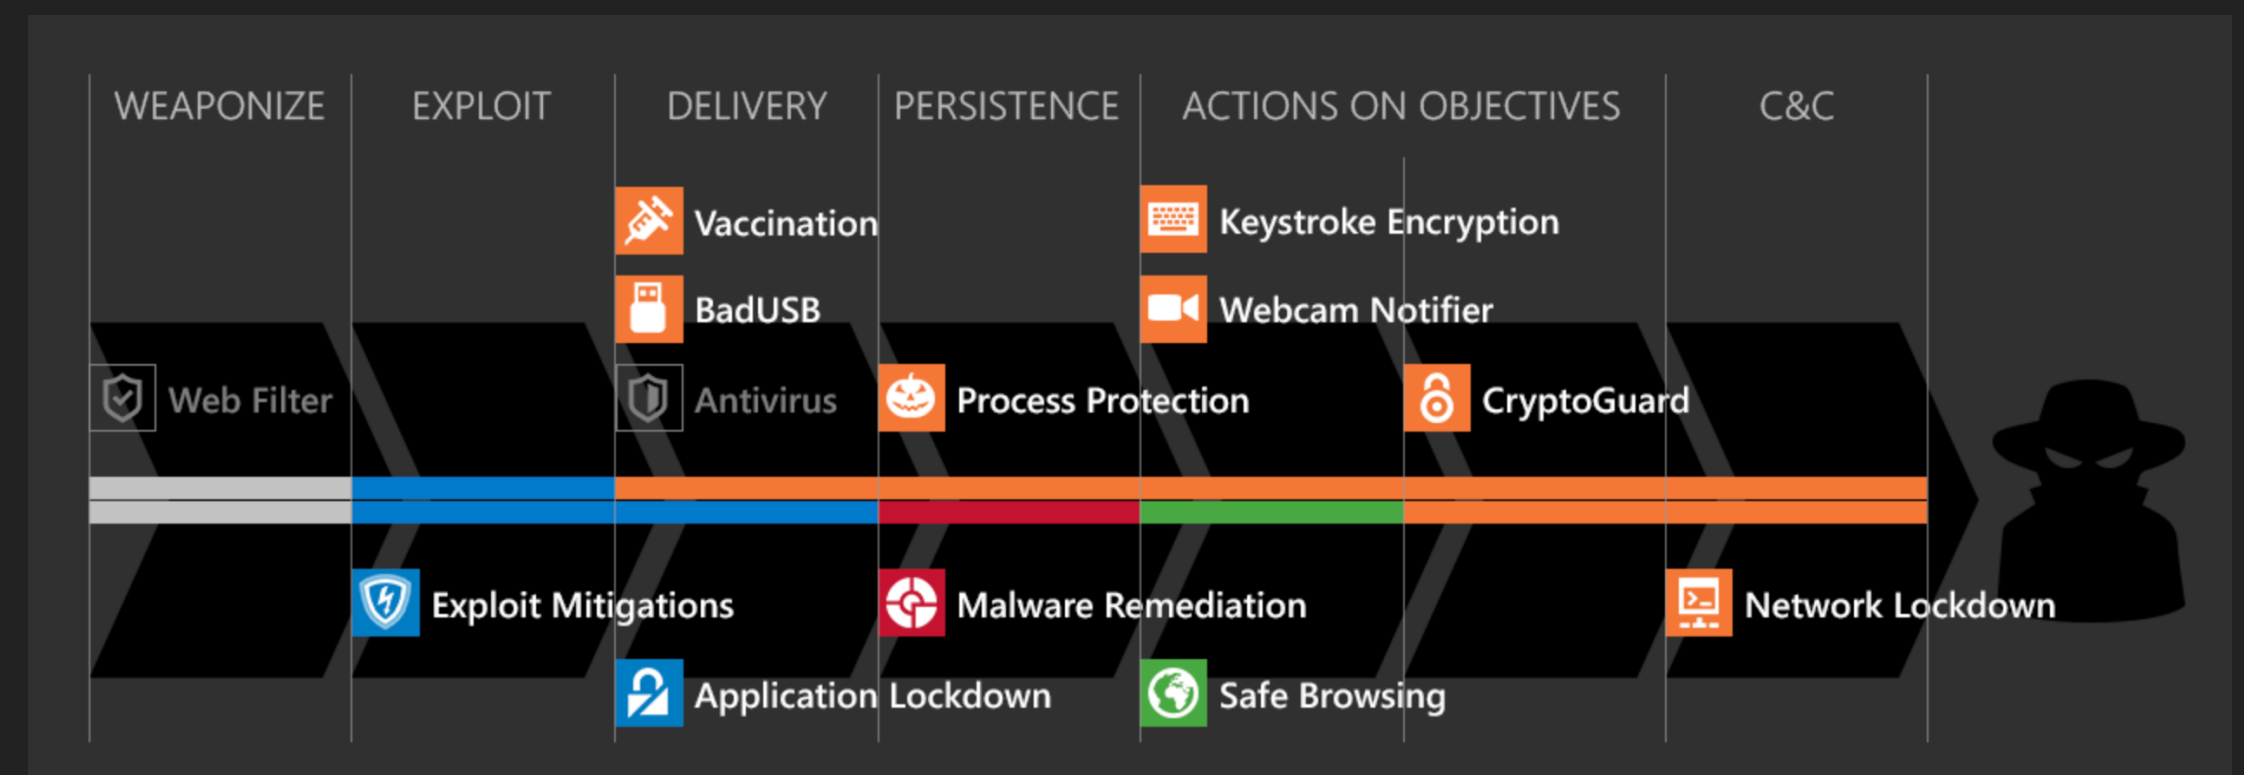 WEAPONIZE EXPLOIT DELIVERY PERSISTENCE ACTIONS ON OBJECTIVES C&C
Vaccination Keystroke Encryption
BadUSB Webcam Notifier
Web Filter Antivirus Process Protection CryptoGuard
Exploit Mitigations Malware Remediation Network Lockdown
Application Lockdown Safe Browsing